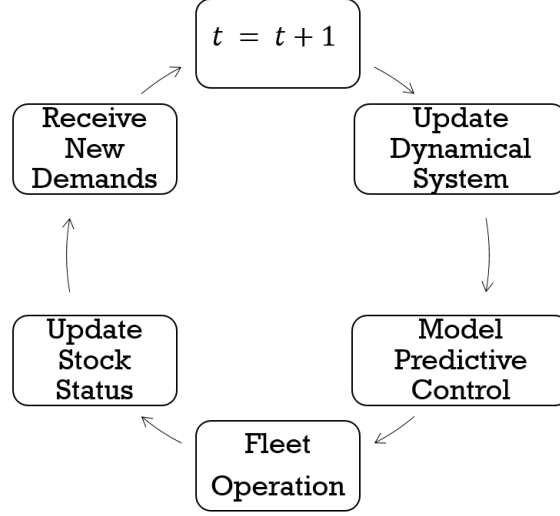 t = t + 1
Update
Dynamical
System
Model
Predictive
Control
Fleet
Operation
Update
Stock
Status
Receive
New
Demands